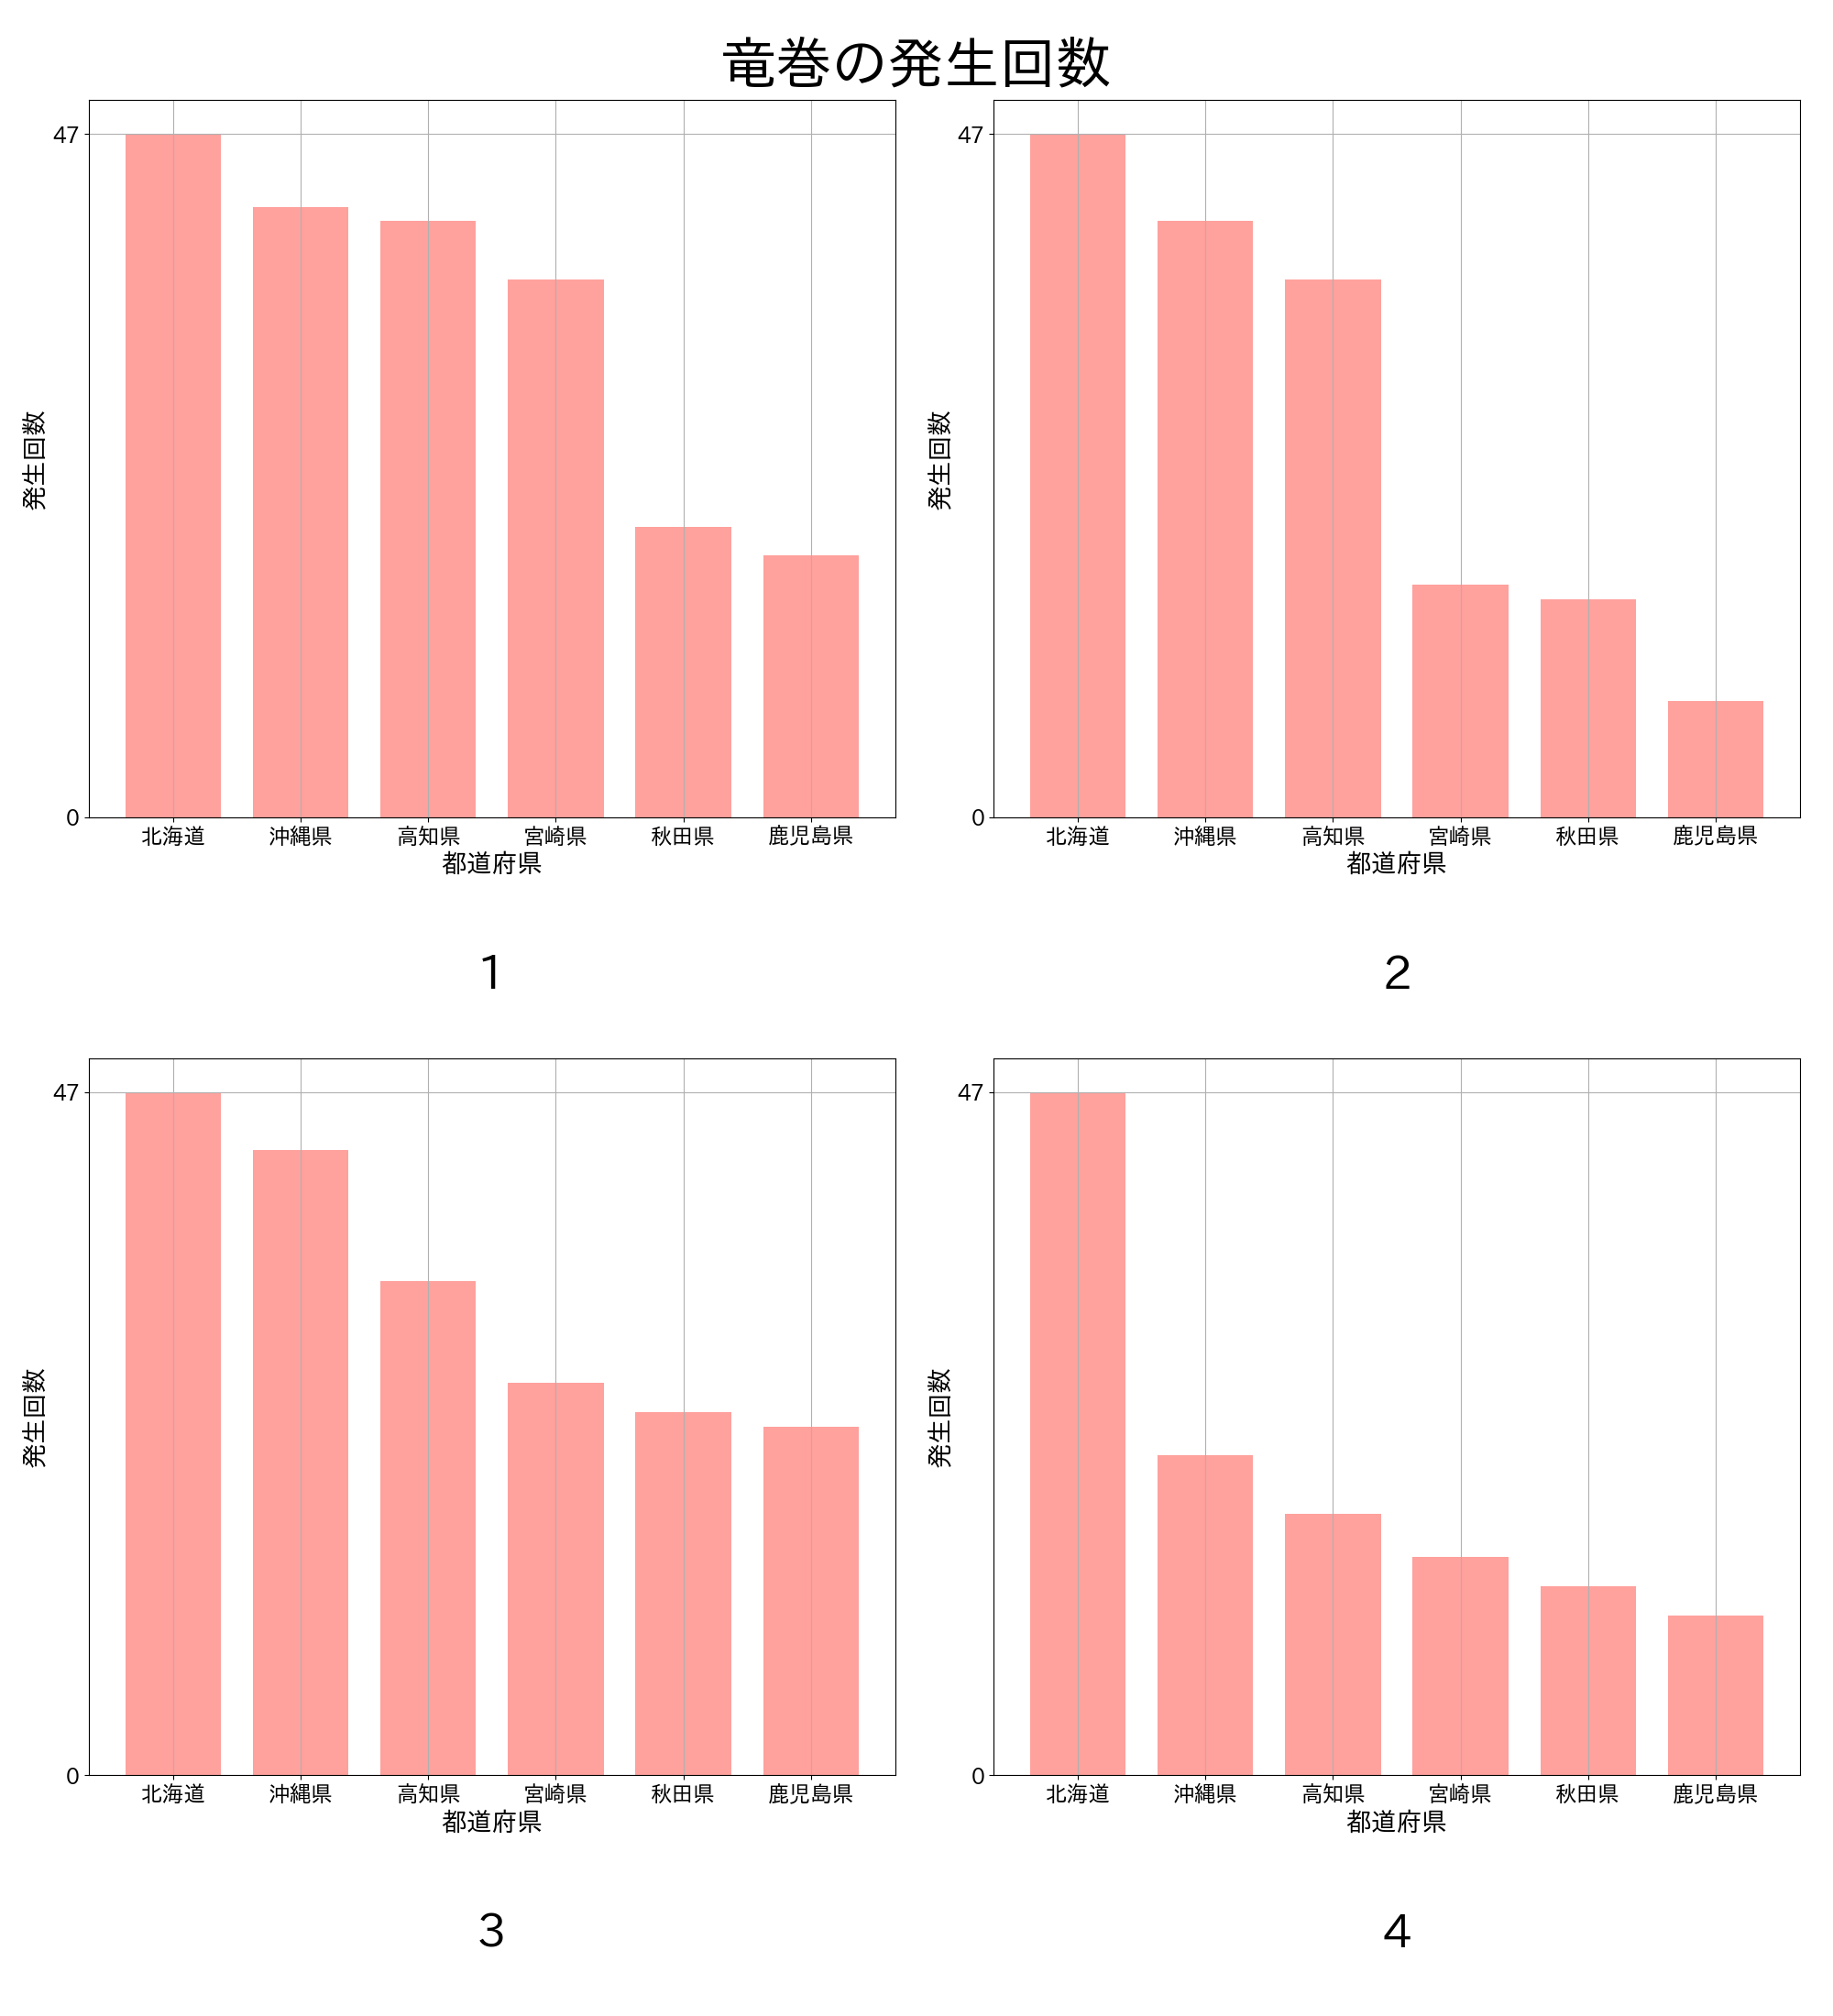 竜巻の発生回数
47
0
発生回数
北海道 沖縄県 高知県 宮崎県 秋田県 鹿児島県
都道府県
1
47
0
発生回数
北海道 沖縄県 高知県 宮崎県 秋田県 鹿児島県
都道府県
2
47
0
発生回数
北海道 沖縄県 高知県 宮崎県 秋田県 鹿児島県
都道府県
3
47
0
発生回数
北海道 沖縄県 高知県 宮崎県 秋田県 鹿児島県
都道府県
4